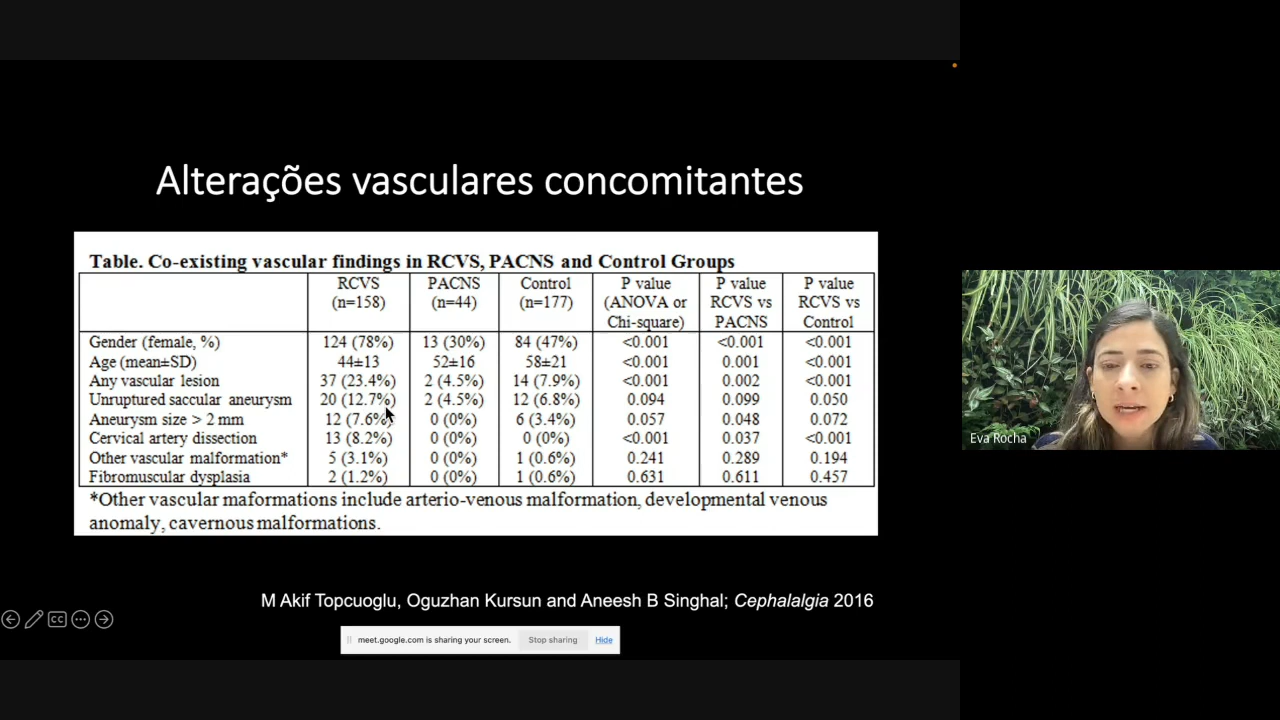 Alterações vasculares concomitantes
Table. Co-existing vascular findings in RCVS, PACNS and Control Groups
RCVS (n=158) PACNS (n=44) Control (n=177) P value (ANOVA or Chi-square) P value RCVS vs PACNS P value RCVS vs Control
Gender (female, %) 124 (78%) 13 (30%) 84 (47%) <0.001 <0.001 <0.001
Age (mean±SD) 44±13 52±16 58±21 <0.001 0.001 <0.001
Any vascular lesion 37 (23.4%) 2 (4.5%) 14 (7.9%) <0.001 0.002 <0.001
Unruptured saccular aneurysm 20 (12.7%) 2 (4.5%) 12 (6.8%) 0.094 0.099 0.050
Aneurysm size > 2 mm 12 (7.6%) 0 (0%) 6 (3.4%) 0.057 0.048 0.072
Cervical artery dissection 13 (8.2%) 0 (0%) 0 (0%) <0.001 0.037 <0.001
Other vascular malformation* 5 (3.1%) 0 (0%) 1 (0.6%) 0.241 0.289 0.194
Fibromuscular dysplasia 2 (1.2%) 0 (0%) 1 (0.6%) 0.631 0.611 0.457
*Other vascular maformations include arterio-venous malformation, developmental venous
anomaly, cavernous malformations.
M Akif Topcuoglu, Oguzhan Kursun and Aneesh B Singhal; Cephalalgia 2016
CC
meet.google.com is sharing your screen. Stop sharing Hide
Eva Rocha